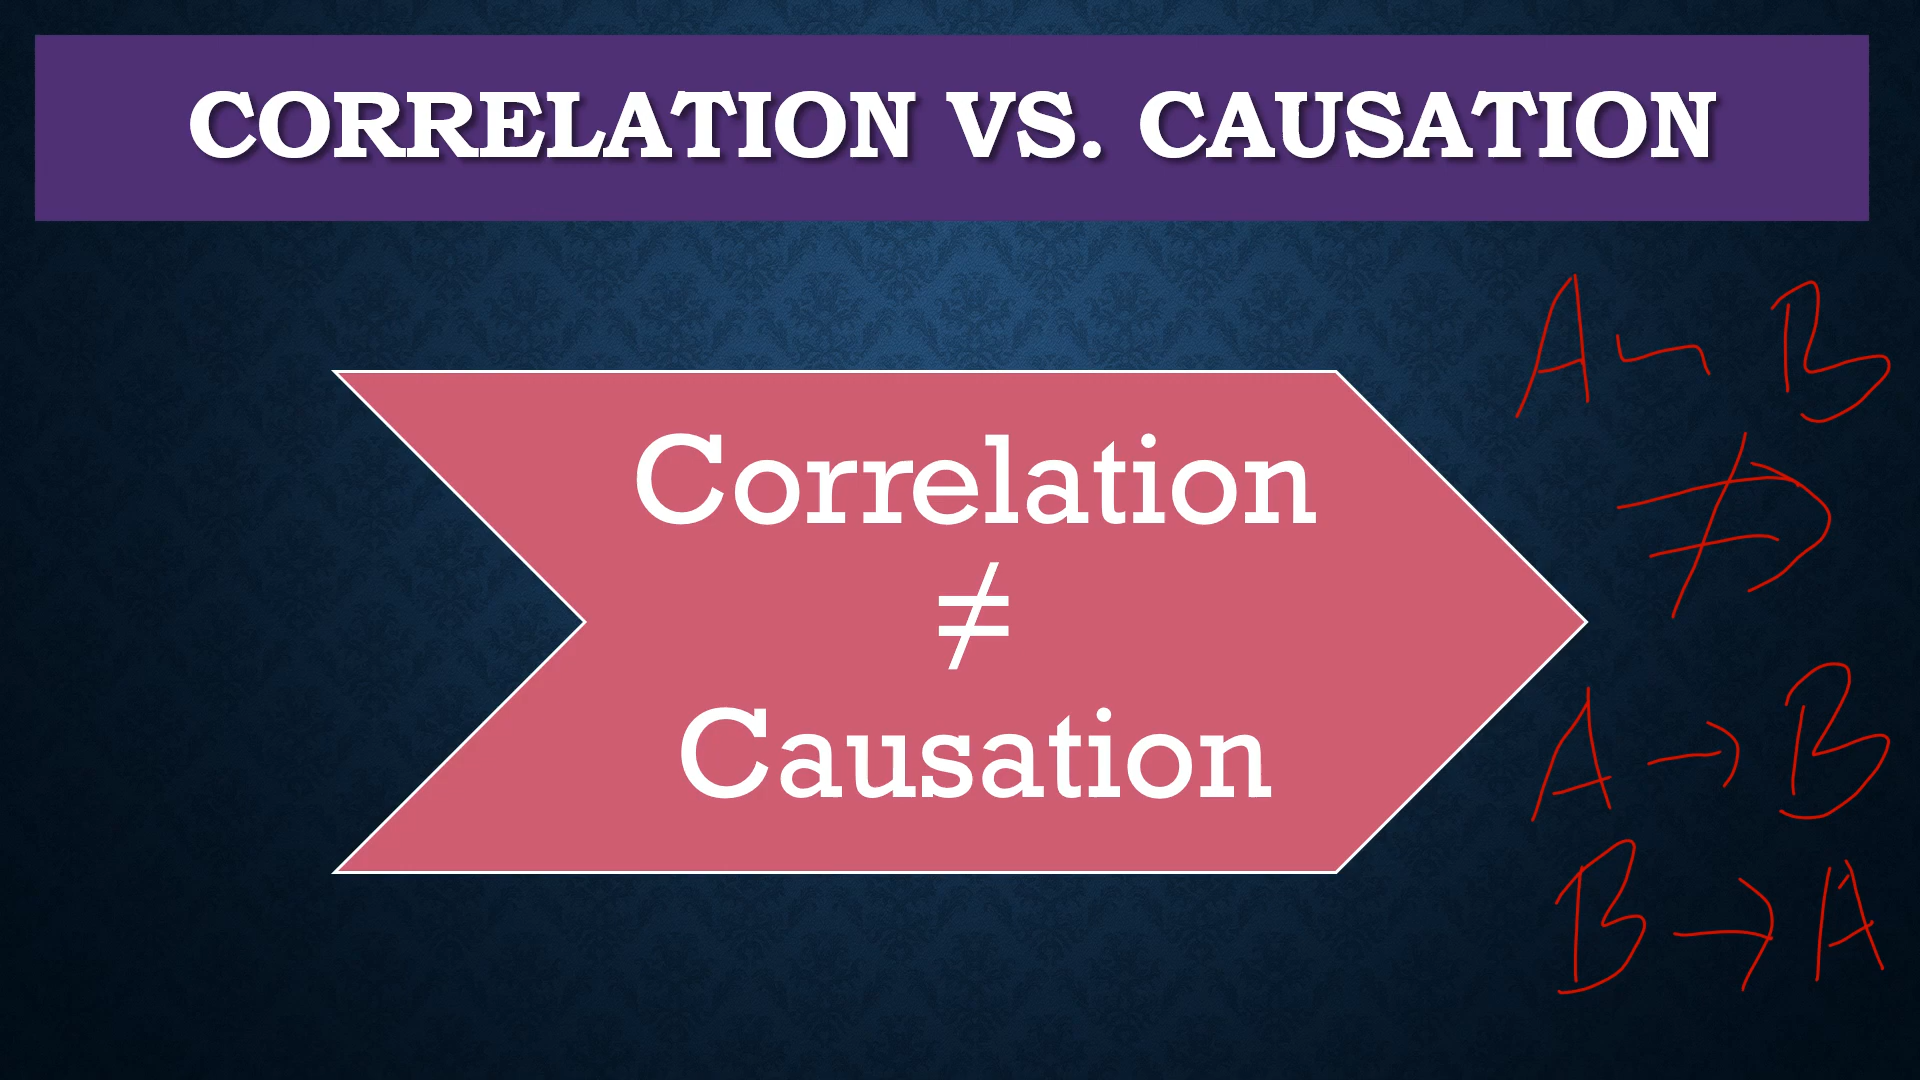 CORRELATION VS. CAUSATION
Correlation
≠
Causation
A ~ B
⇏
A → B
B → A